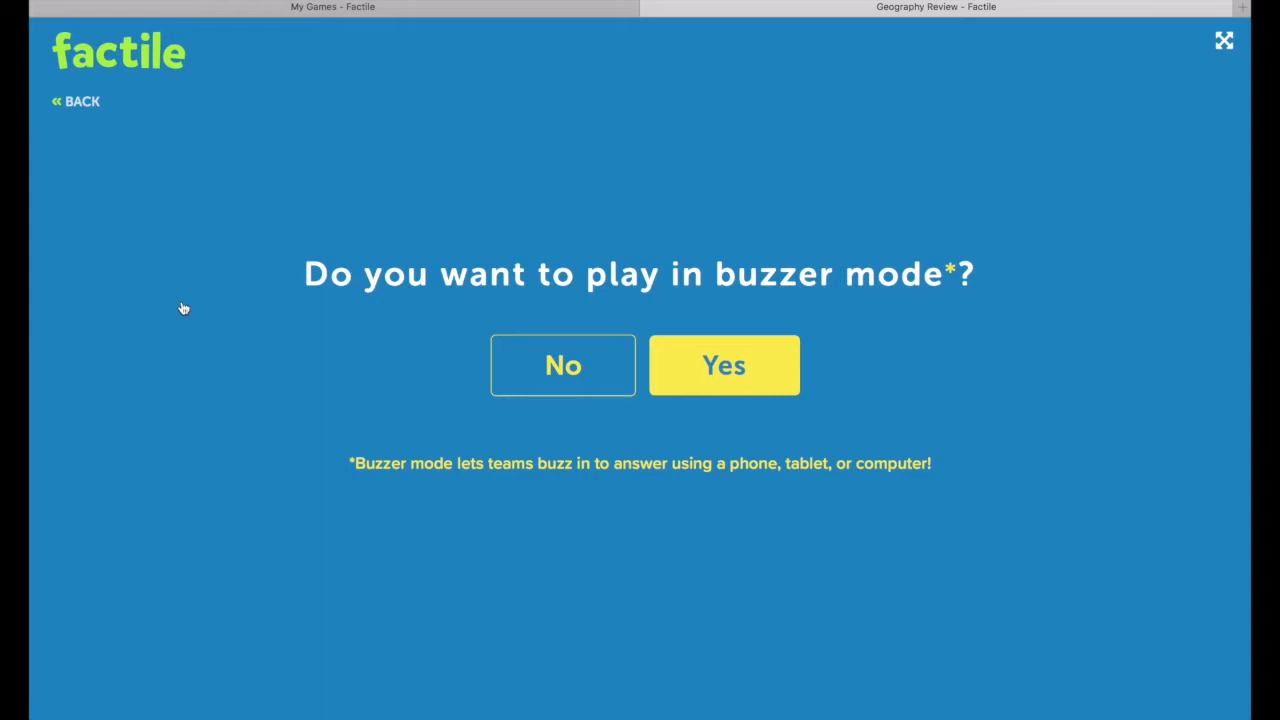 My Games - Factile
Geography Review - Factile
factile
« BACK
Do you want to play in buzzer mode*?
No
Yes
*Buzzer mode lets teams buzz in to answer using a phone, tablet, or computer!